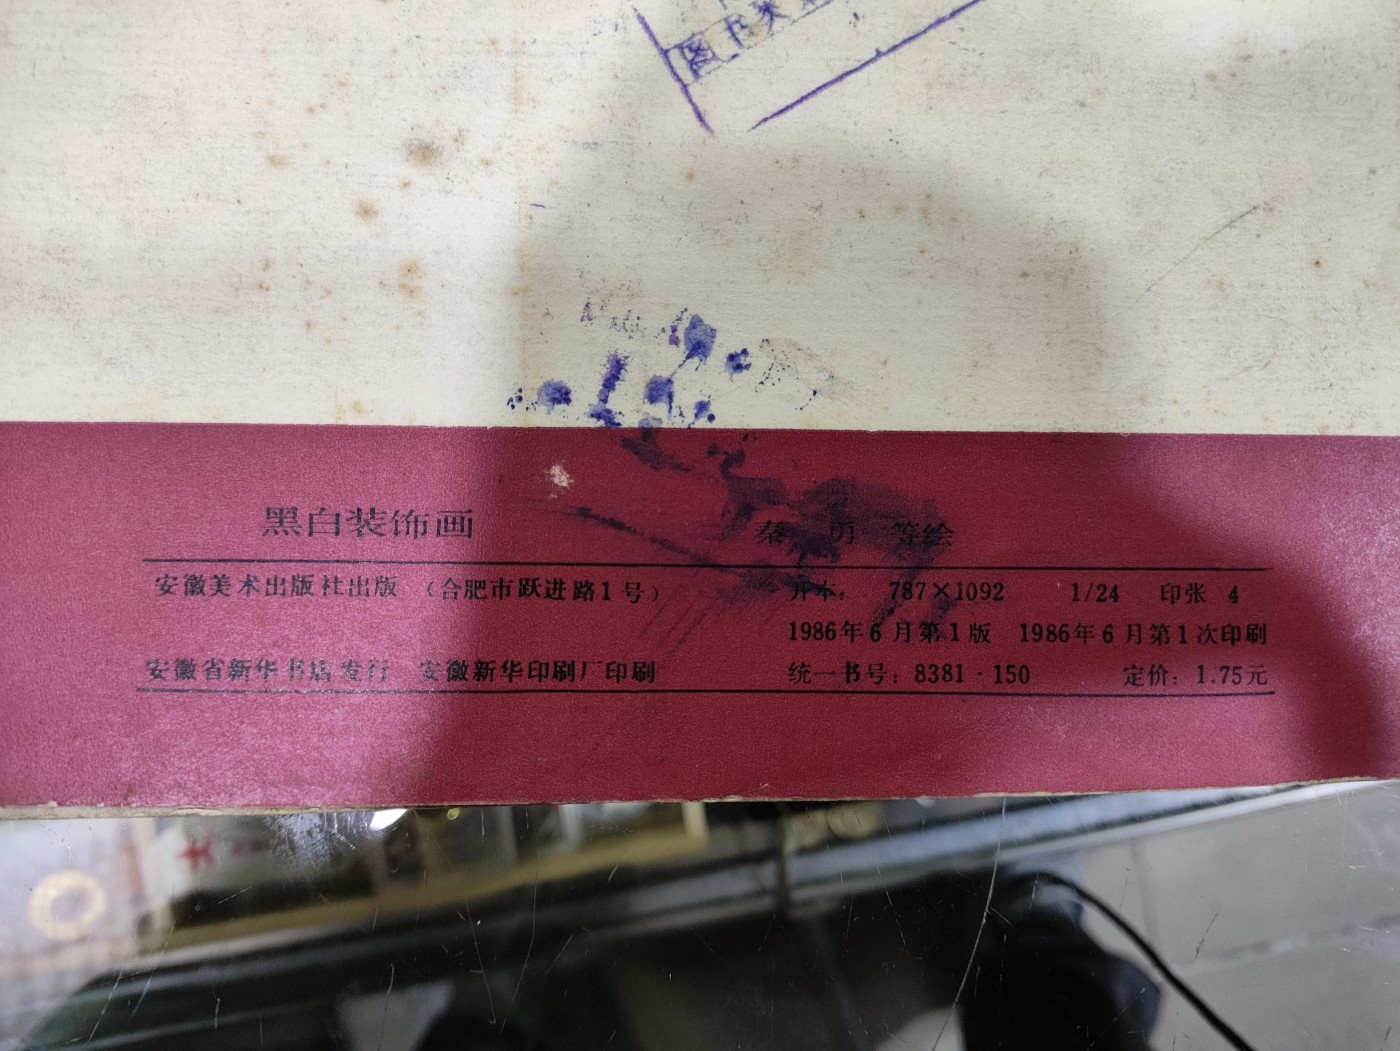 图书类
黑白装饰画 秦 勇 等绘
安徽美术出版社出版 （合肥市跃进路1号） 开本： 787×1092 1/24 印张 4
1986年6月第1版 1986年6月第1次印刷
安徽省新华书店发行 安徽新华印刷厂印刷 统一书号：8381·150 定价：1.75元